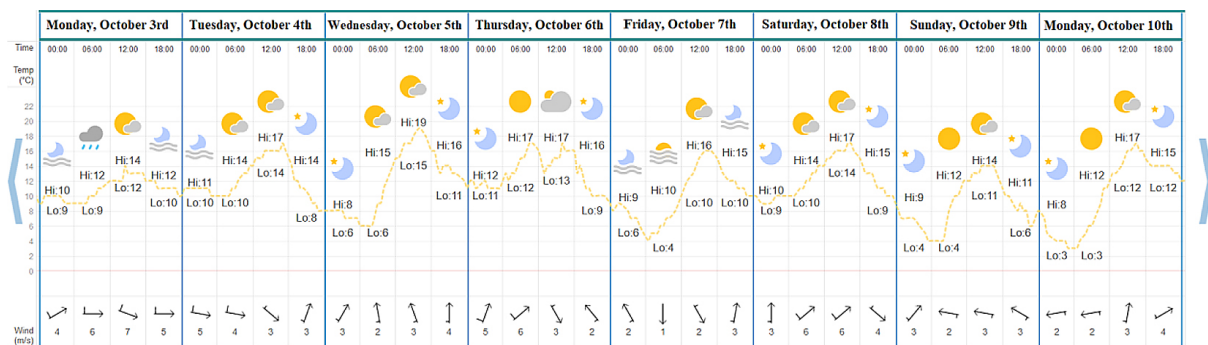 Monday, October 3rd Tuesday, October 4th Wednesday, October 5th Thursday, October 6th Friday, October 7th Saturday, October 8th Sunday, October 9th Monday, October 10th
Time 00:00 06:00 12:00 18:00 00:00 06:00 12:00 18:00 00:00 06:00 12:00 18:00 00:00 06:00 12:00 18:00 00:00 06:00 12:00 18:00 00:00 06:00 12:00 18:00 00:00 06:00 12:00 18:00 00:00 06:00 12:00 18:00
Temp
(°C)
22
20
18
16
14
12
10
8
6
4
2
0
Hi:10 Hi:12 Hi:14 Hi:12 Hi:11 Hi:14 Hi:17 Hi:14 Hi:8 Hi:15 Hi:19 Hi:16 Hi:12 Hi:17 Hi:17 Hi:16 Hi:9 Hi:10 Hi:16 Hi:15 Hi:10 Hi:14 Hi:17 Hi:15 Hi:9 Hi:12 Hi:14 Hi:11 Hi:8 Hi:12 Hi:17 Hi:15
Lo:9 Lo:9 Lo:12 Lo:10 Lo:10 Lo:10 Lo:14 Lo:8 Lo:6 Lo:6 Lo:15 Lo:11 Lo:11 Lo:12 Lo:13 Lo:9 Lo:6 Lo:4 Lo:10 Lo:10 Lo:9 Lo:10 Lo:14 Lo:9 Lo:4 Lo:4 Lo:11 Lo:6 Lo:3 Lo:3 Lo:12 Lo:12
Wind
(m/s)
4 6 7 5 5 4 3 3 3 2 3 4 5 6 3 2 2 1 3 3 3 6 6 4 3 2 3 3 2 2 3 4